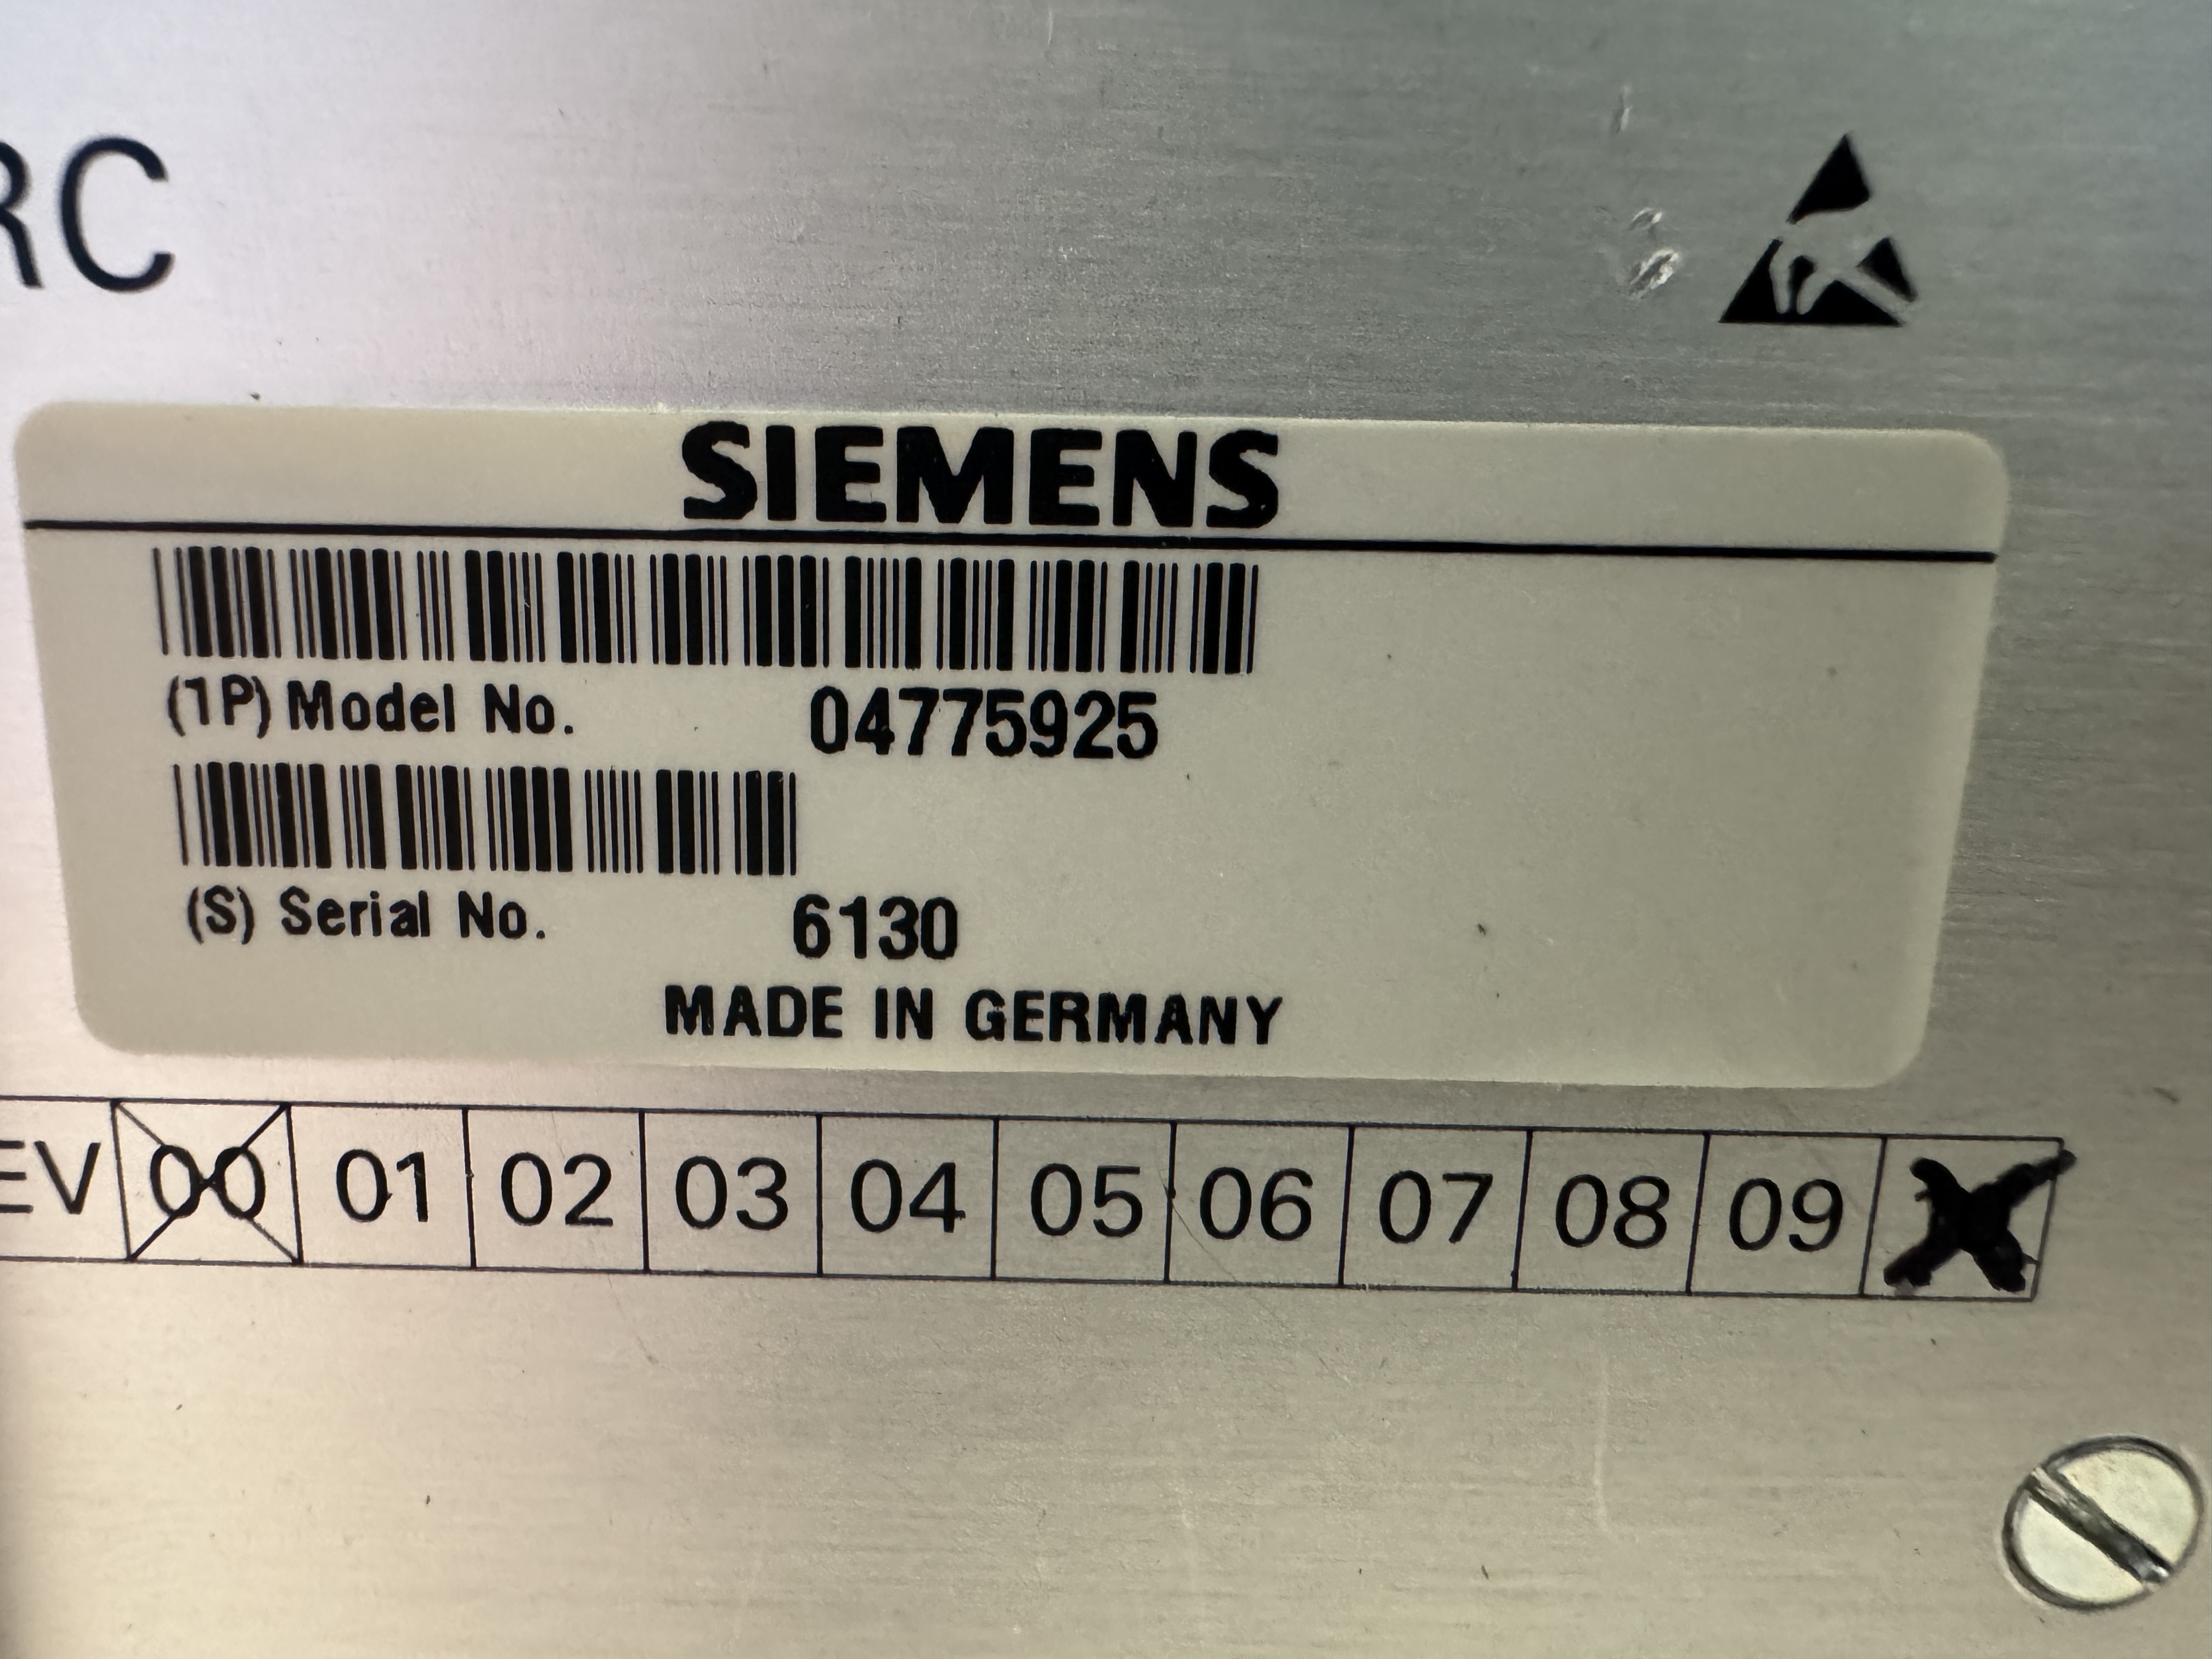 RC
SIEMENS
(1P) Model No. 04775925
(S) Serial No. 6130
MADE IN GERMANY
EV 00 01 02 03 04 05 06 07 08 09